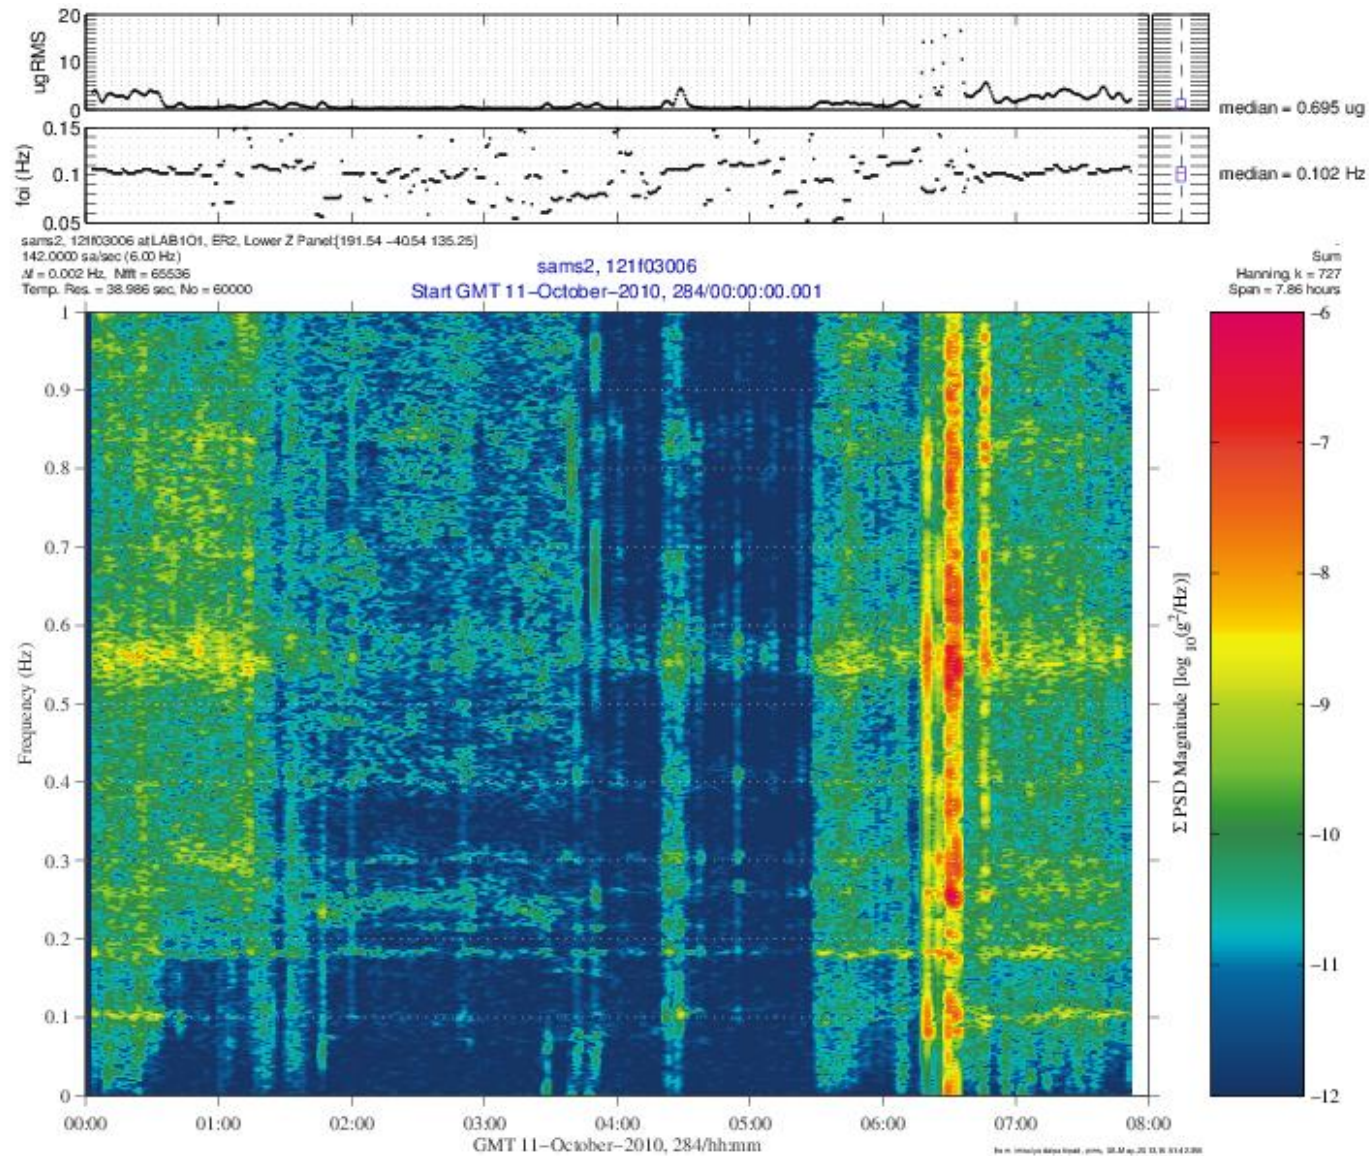 20
10
0
ugRMS
median = 0.695 ug
0.15
0.1
0.05
foi (Hz)
median = 0.102 Hz
sams2, 121f03006 at LAB1O1, ER2, Lower Z Panel:[191.54 -40.54 135.25]
142.0000 sa/sec (6.00 Hz)
Δf = 0.002 Hz, Nfft = 65536
Temp. Res. = 38.986 sec, No = 60000
sams2, 121f03006
Start GMT 11-October-2010, 284/00:00:00.001
Sum
Hanning, k = 727
Span = 7.86 hours
1
0.9
0.8
0.7
0.6
0.5
0.4
0.3
0.2
0.1
0
Frequency (Hz)
00:00
01:00
02:00
03:00
04:00
05:00
06:00
07:00
08:00
GMT 11-October-2010, 284/hh:mm
Σ PSD Magnitude [log 10(g2/Hz)]
-6
-7
-8
-9
-10
-11
-12